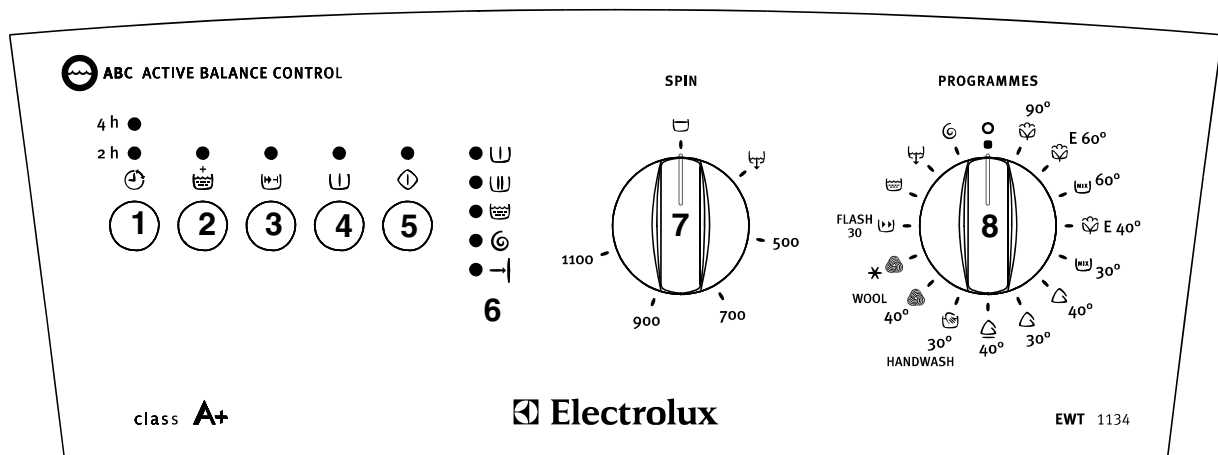 ABC ACTIVE BALANCE CONTROL
4 h
2 h
1 2 3 4 5
6
SPIN
7
500
700
900
1100
PROGRAMMES
8
90°
E 60°
MIX 60°
E 40°
MIX 30°
40°
30°
40°
30°
HANDWASH
40°
WOOL
FLASH
30
class A+
Electrolux
EWT 1134